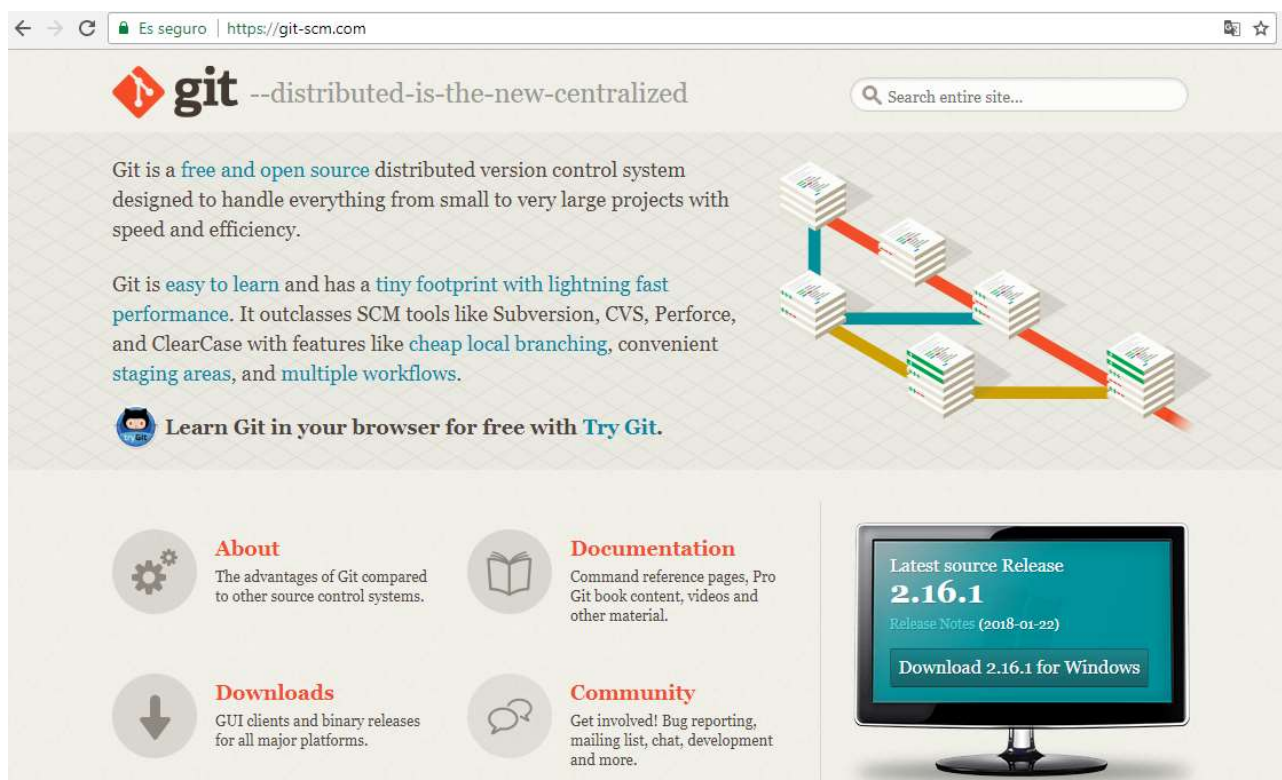 Es seguro | https://git-scm.com
git --distributed-is-the-new-centralized
Search entire site...
Git is a free and open source distributed version control system
designed to handle everything from small to very large projects with
speed and efficiency.
Git is easy to learn and has a tiny footprint with lightning fast
performance. It outclasses SCM tools like Subversion, CVS, Perforce,
and ClearCase with features like cheap local branching, convenient
staging areas, and multiple workflows.
tryGit
Learn Git in your browser for free with Try Git.
About
The advantages of Git compared
to other source control systems.
Documentation
Command reference pages, Pro
Git book content, videos and
other material.
Downloads
GUI clients and binary releases
for all major platforms.
Community
Get involved! Bug reporting,
mailing list, chat, development
and more.
Latest source Release
2.16.1
Release Notes (2018-01-22)
Download 2.16.1 for Windows